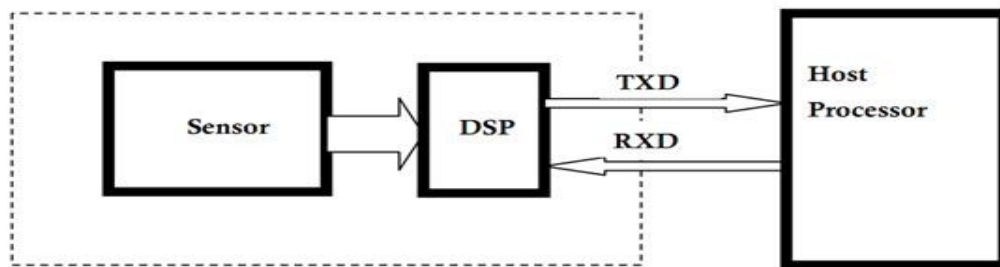 Sensor
DSP
TXD
RXD
Host
Processor